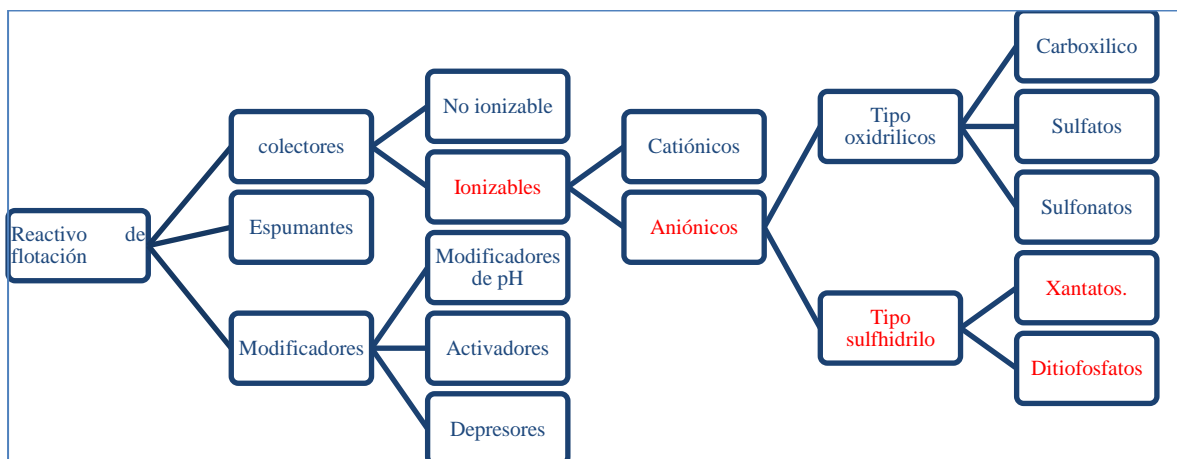 Reactivo de
flotación
colectores
Espumantes
Modificadores
No ionizable
Ionizables
Modificadores
de pH
Activadores
Depresores
Catiónicos
Aniónicos
Tipo
oxidrilicos
Tipo
sulfhidrilo
Carboxilico
Sulfatos
Sulfonatos
Xantatos.
Ditiofosfatos